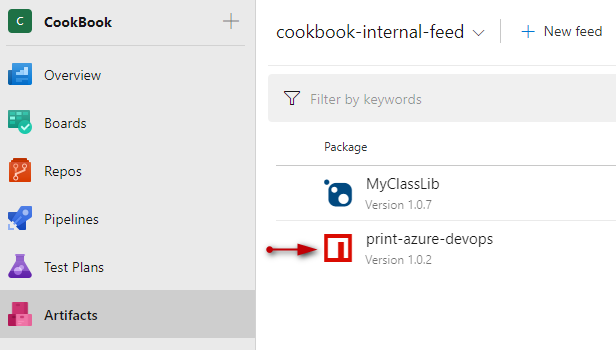 C CookBook +
Overview
Boards
Repos
Pipelines
Test Plans
Artifacts
cookbook-internal-feed
+ New feed
Filter by keywords
Package
MyClassLib
Version 1.0.7
print-azure-devops
Version 1.0.2